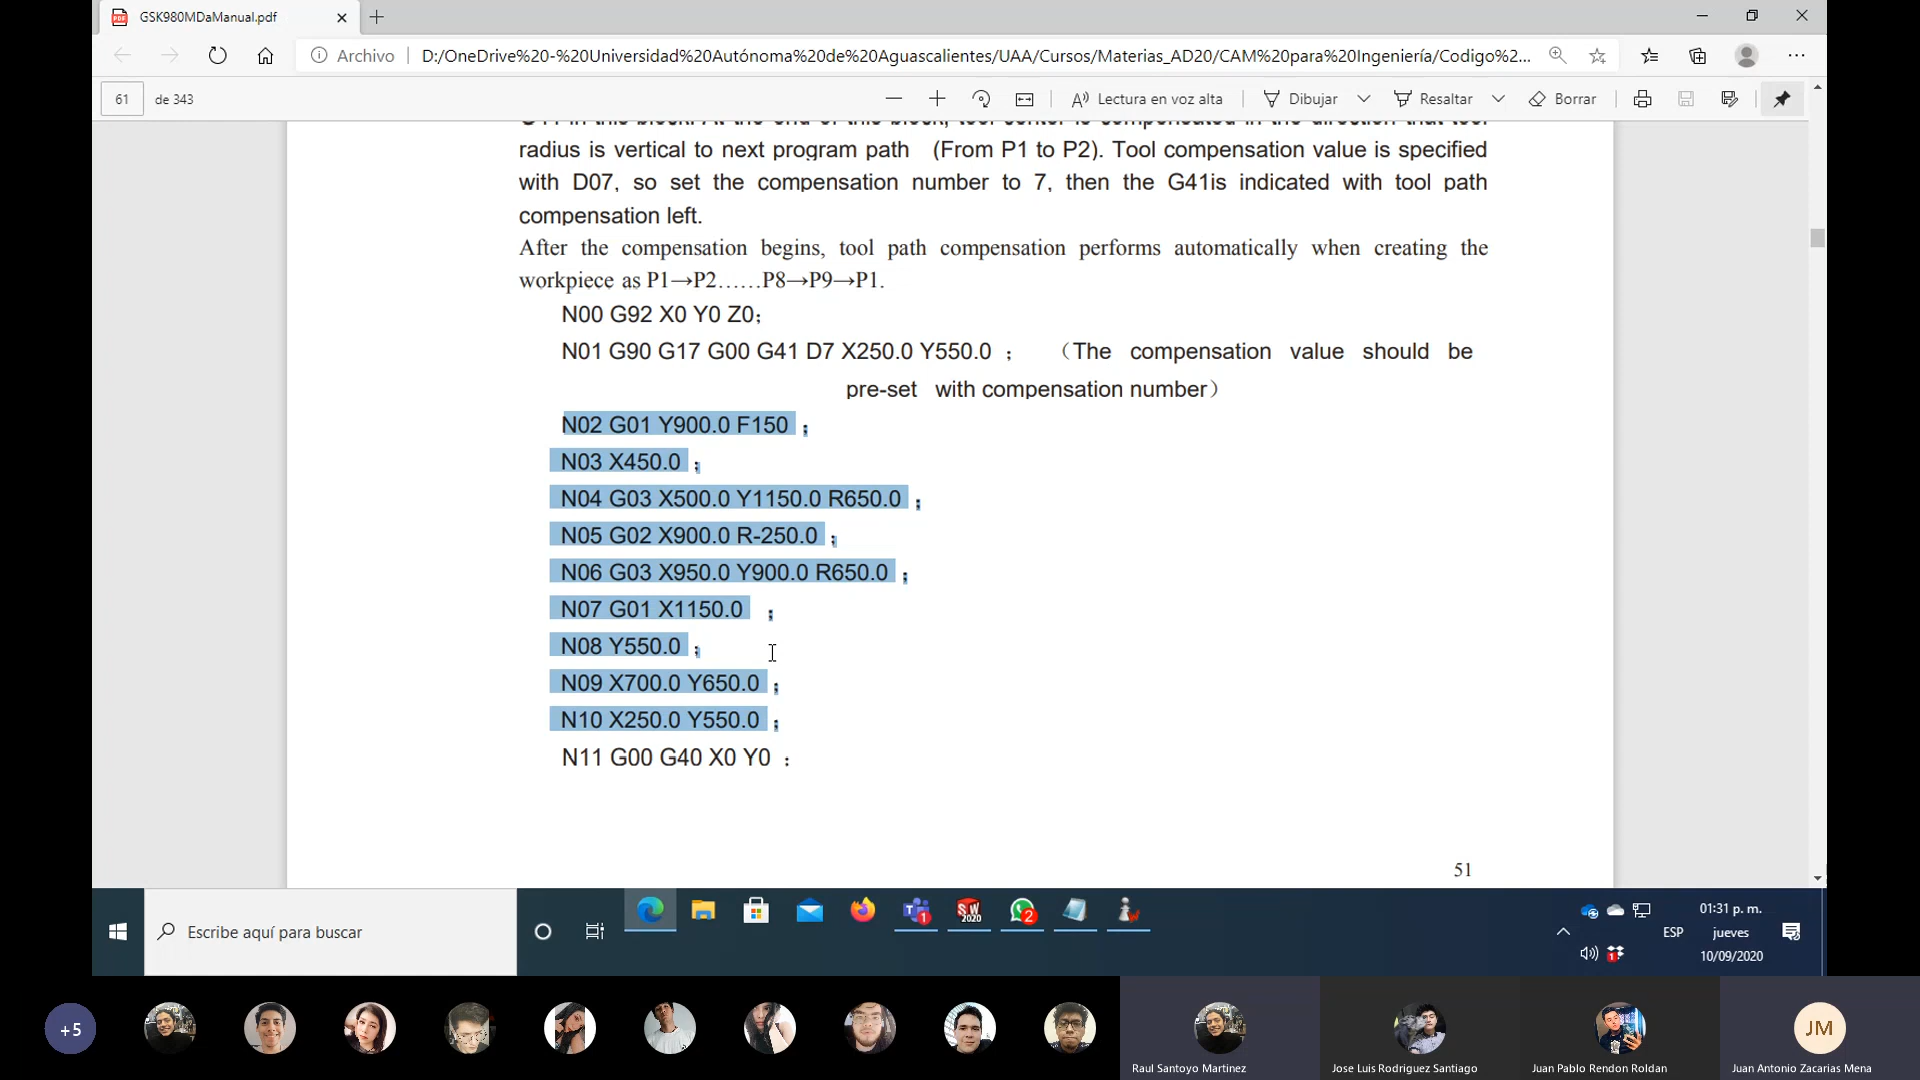 GSK980MDaManual.pdf
Archivo
D:/OneDrive%20-%20Universidad%20Autónoma%20de%20Aguascalientes/UAA/Cursos/Materias_AD20/CAM%20para%20Ingeniería/Codigo%2...
61 de 343
Lectura en voz alta
Dibujar
Resaltar
Borrar
radius is vertical to next program path (From P1 to P2). Tool compensation value is specified
with D07, so set the compensation number to 7, then the G41is indicated with tool path
compensation left.
After the compensation begins, tool path compensation performs automatically when creating the
workpiece as P1→P2……P8→P9→P1.
N00 G92 X0 Y0 Z0;
N01 G90 G17 G00 G41 D7 X250.0 Y550.0 ; (The compensation value should be
pre-set with compensation number)
N02 G01 Y900.0 F150 ;
N03 X450.0 ;
N04 G03 X500.0 Y1150.0 R650.0 ;
N05 G02 X900.0 R-250.0 ;
N06 G03 X950.0 Y900.0 R650.0 ;
N07 G01 X1150.0 ;
N08 Y550.0 ;
N09 X700.0 Y650.0 ;
N10 X250.0 Y550.0 ;
N11 G00 G40 X0 Y0 ;
51
Escribe aquí para buscar
1
SW
2020
2
1
ESP
01:31 p. m.
jueves
10/09/2020
+5
JM
Raul Santoyo Martinez
Jose Luis Rodriguez Santiago
Juan Pablo Rendon Roldan
Juan Antonio Zacarias Mena